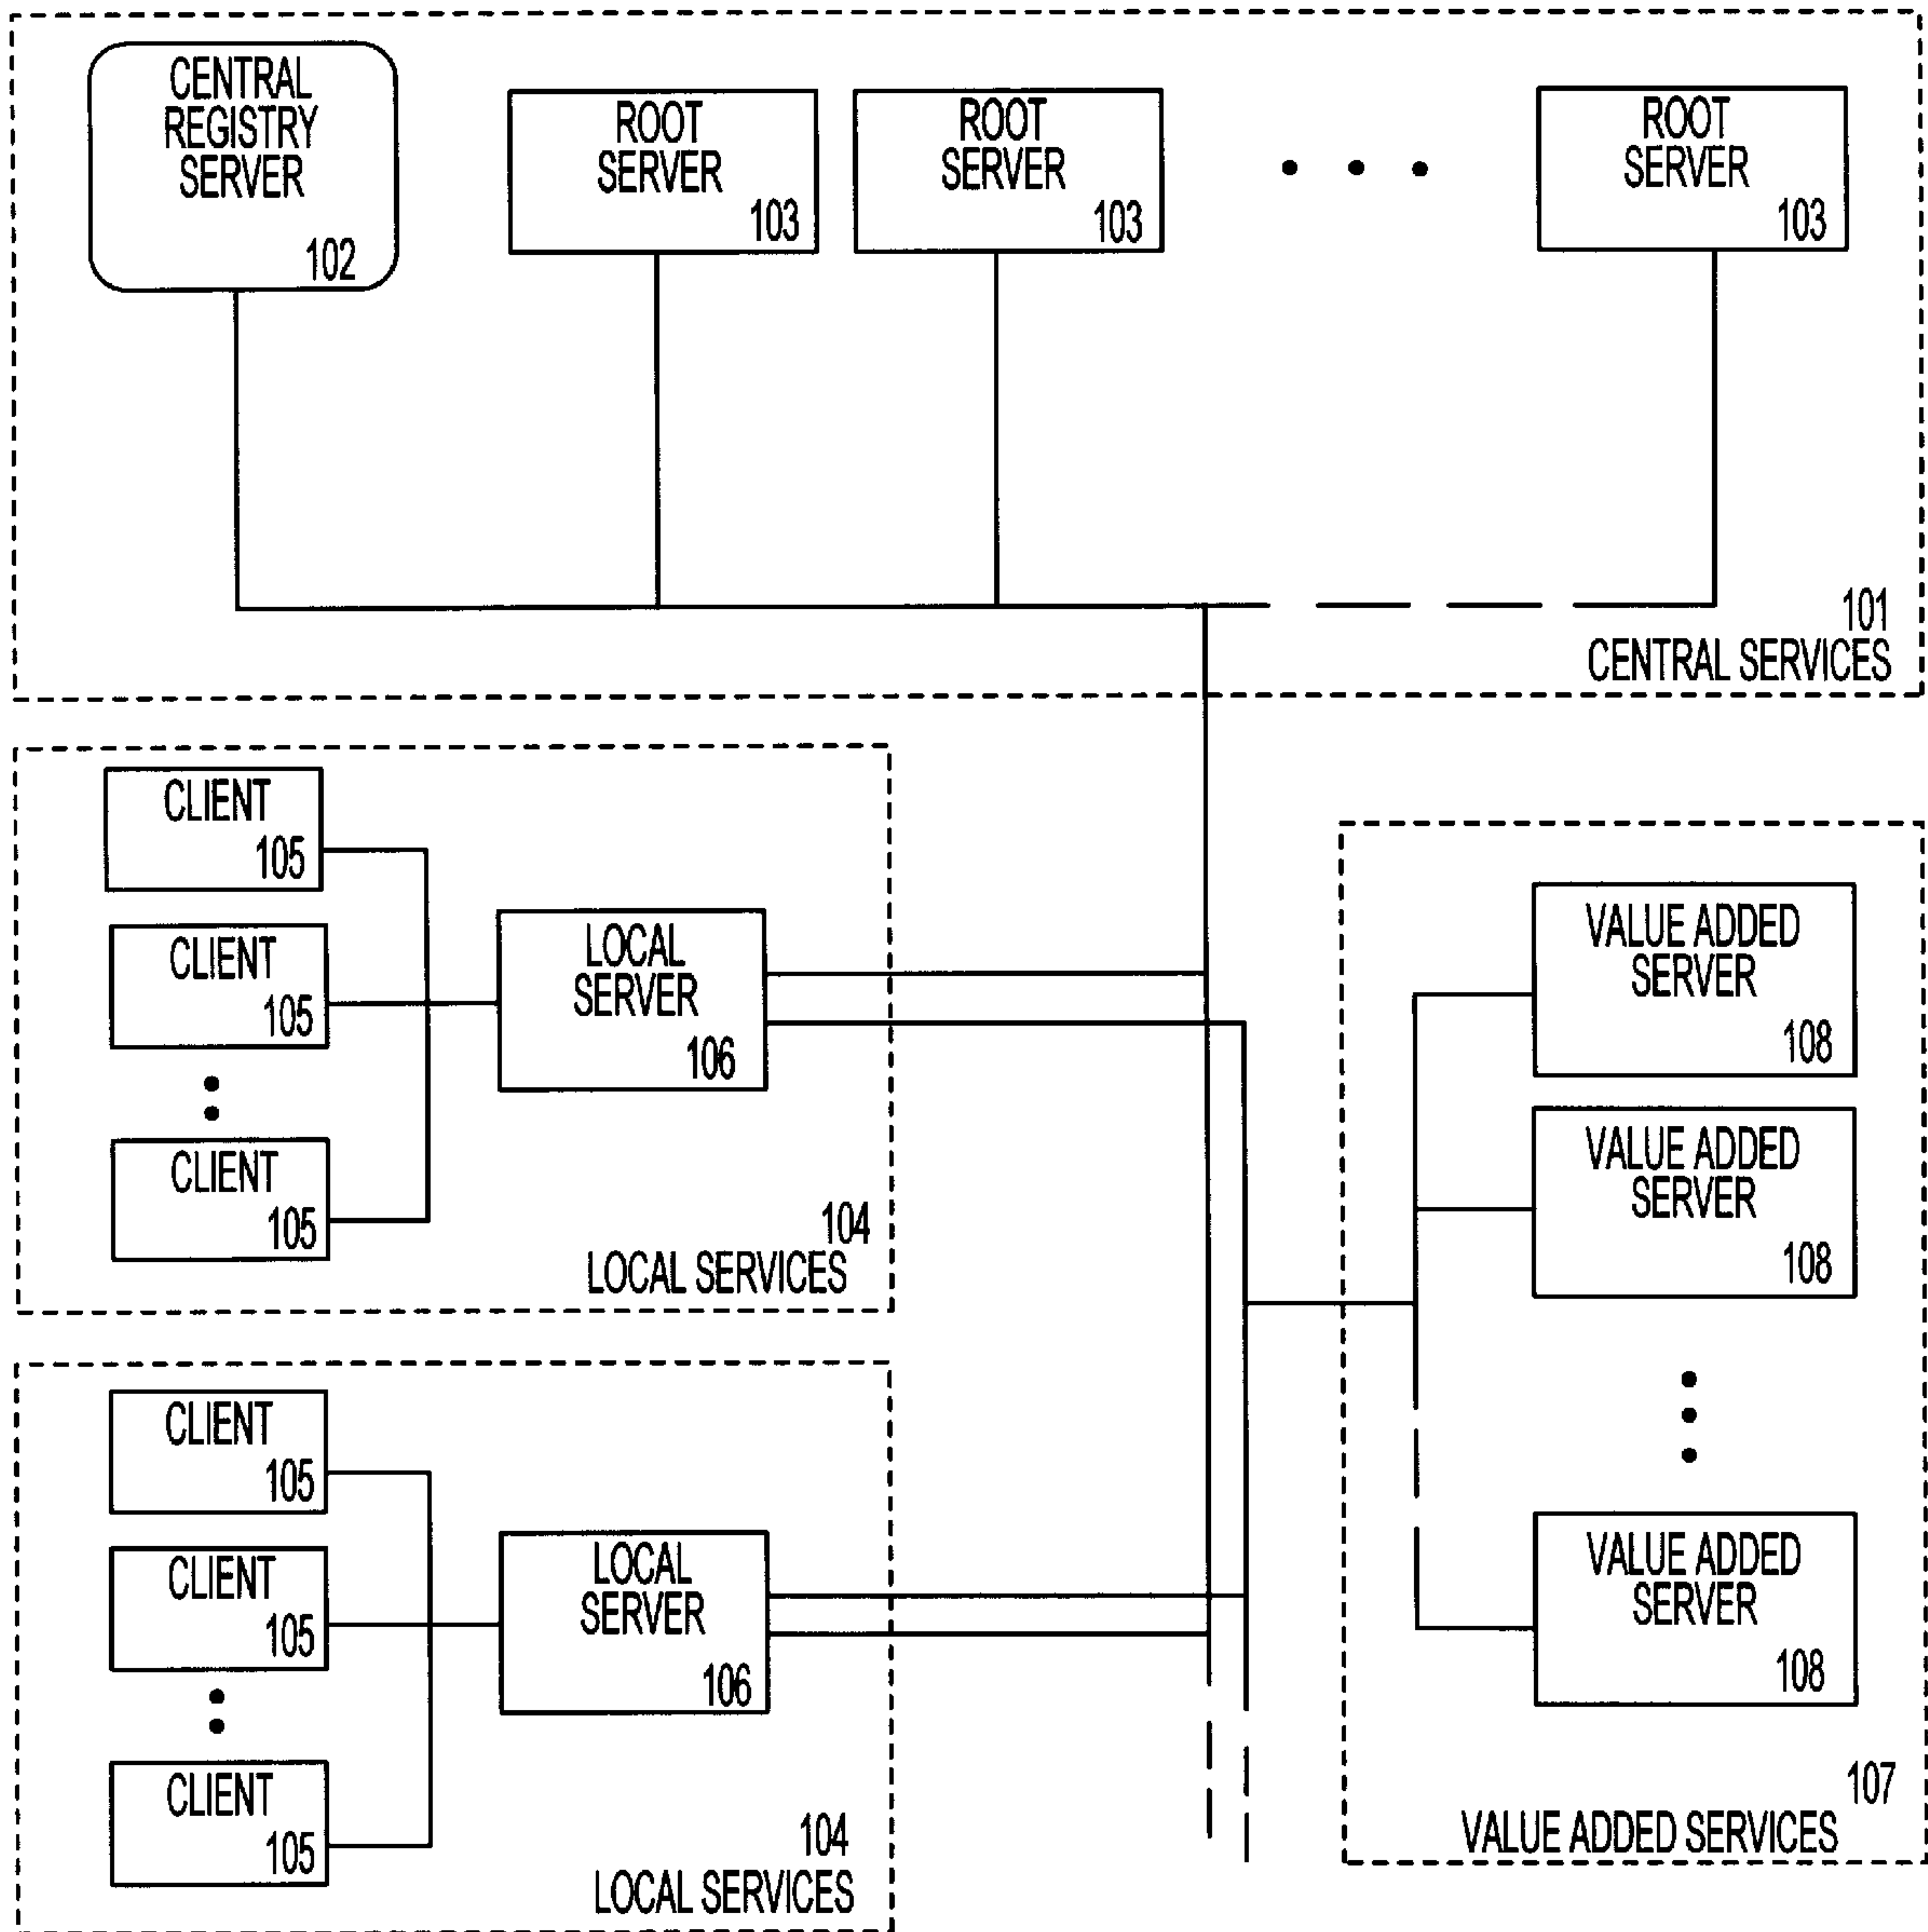 CENTRAL
REGISTRY
SERVER
102
ROOT
SERVER
103
ROOT
SERVER
103
ROOT
SERVER
103
101
CENTRAL SERVICES
CLIENT
105
CLIENT
105
CLIENT
105
LOCAL
SERVER
106
104
LOCAL SERVICES
CLIENT
105
CLIENT
105
CLIENT
105
LOCAL
SERVER
106
104
LOCAL SERVICES
VALUE ADDED
SERVER
108
VALUE ADDED
SERVER
108
VALUE ADDED
SERVER
108
107
VALUE ADDED SERVICES